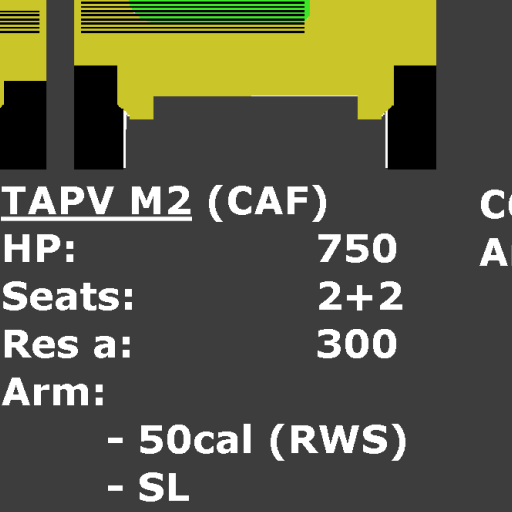 TAPV M2 (CAF)
HP: 750
Seats: 2+2
Res a: 300
Arm:
- 50cal (RWS)
- SL